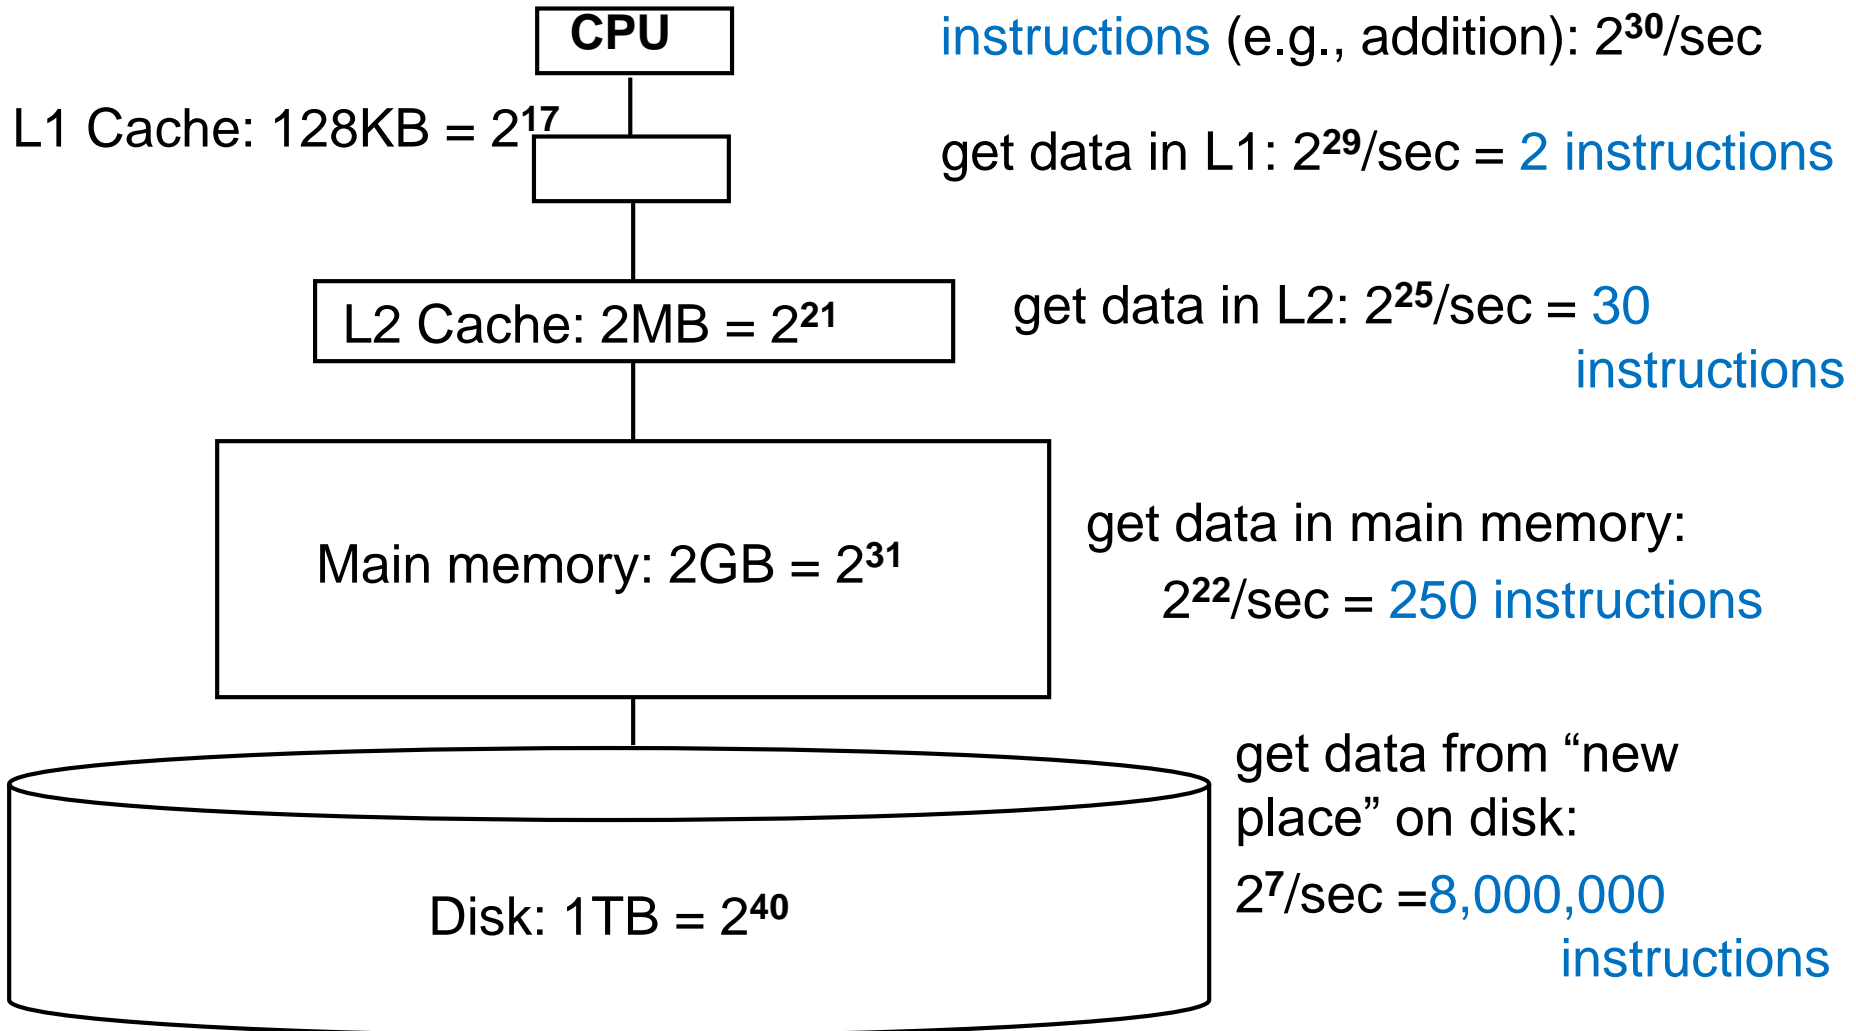 CPU
instructions (e.g., addition): 2³⁰/sec
L1 Cache: 128KB = 2¹⁷
get data in L1: 2²⁹/sec = 2 instructions
L2 Cache: 2MB = 2²¹
get data in L2: 2²⁵/sec = 30
instructions
Main memory: 2GB = 2³¹
get data in main memory:
2²²/sec = 250 instructions
get data from “new
place” on disk:
2⁷/sec =8,000,000
instructions
Disk: 1TB = 2⁴⁰